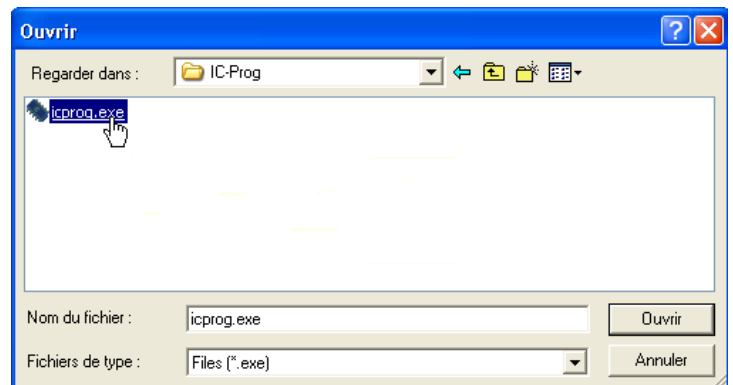 Ouvrir
Regarder dans :
IC-Prog
icprog.exe
Nom du fichier :
icprog.exe
Ouvrir
Fichiers de type :
Files (*.exe)
Annuler